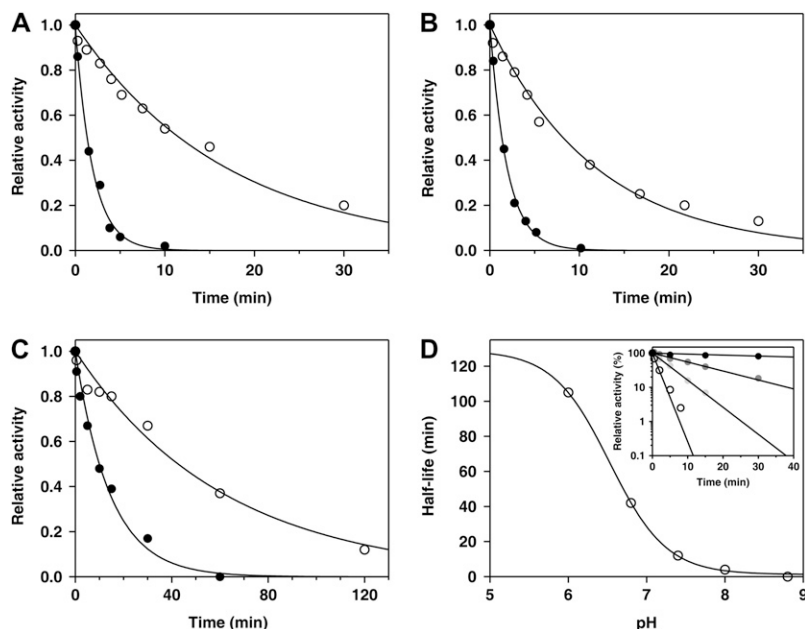 A
Relative activity
1.0
0.8
0.6
0.4
0.2
0.0
0 10 20 30
Time (min)
B
Relative activity
1.0
0.8
0.6
0.4
0.2
0.0
0 10 20 30
Time (min)
C
Relative activity
1.0
0.8
0.6
0.4
0.2
0.0
0 40 80 120
Time (min)
D
Half-life (min)
120
100
80
60
40
20
0
5 6 7 8 9
pH
Relative activity (%)
100
10
1
0.1
0 10 20 30 40
Time (min)